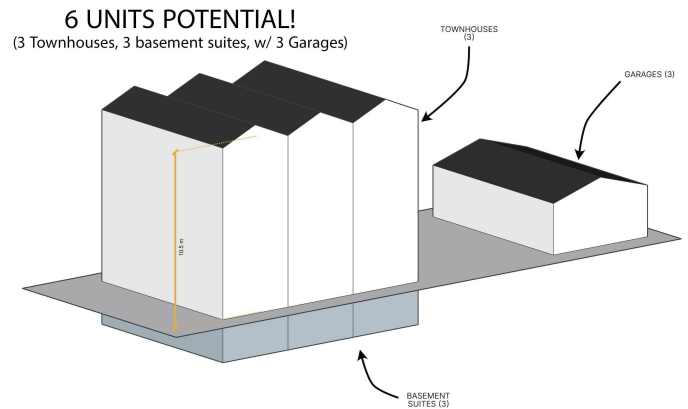 6 UNITS POTENTIAL!
(3 Townhouses, 3 basement suites, w/ 3 Garages)
TOWNHOUSES
(3)
GARAGES (3)
10.5 m
BASEMENT
SUITES (3)